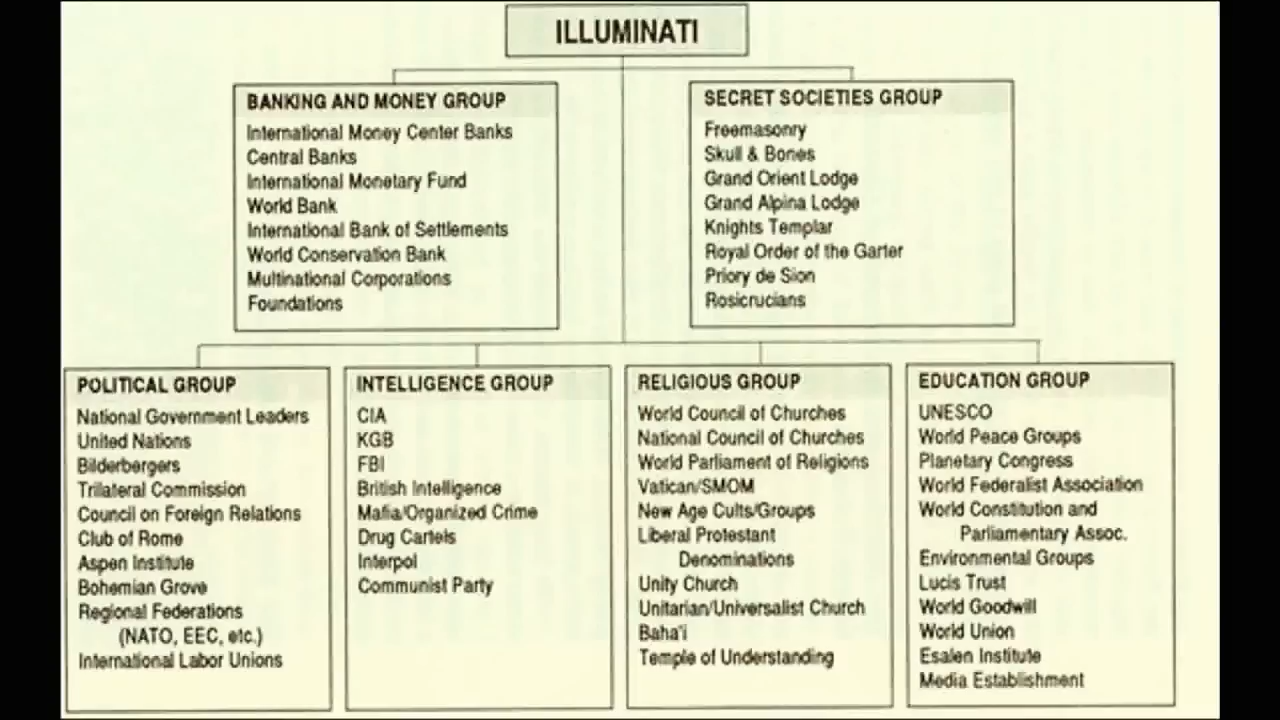 ILLUMINATI
BANKING AND MONEY GROUP
International Money Center Banks
Central Banks
International Monetary Fund
World Bank
International Bank of Settlements
World Conservation Bank
Multinational Corporations
Foundations
SECRET SOCIETIES GROUP
Freemasonry
Skull & Bones
Grand Orient Lodge
Grand Alpina Lodge
Knights Templar
Royal Order of the Garter
Priory de Sion
Rosicrucians
POLITICAL GROUP
National Government Leaders
United Nations
Bilderbergers
Trilateral Commission
Council on Foreign Relations
Club of Rome
Aspen Institute
Bohemian Grove
Regional Federations
(NATO, EEC, etc.)
International Labor Unions
INTELLIGENCE GROUP
CIA
KGB
FBI
British Intelligence
Mafia/Organized Crime
Drug Cartels
Interpol
Communist Party
RELIGIOUS GROUP
World Council of Churches
National Council of Churches
World Parliament of Religions
Vatican/SMOM
New Age Cults/Groups
Liberal Protestant
Denominations
Unity Church
Unitarian/Universalist Church
Baha'i
Temple of Understanding
EDUCATION GROUP
UNESCO
World Peace Groups
Planetary Congress
World Federalist Association
World Constitution and
Parliamentary Assoc.
Environmental Groups
Lucis Trust
World Goodwill
World Union
Esalen Institute
Media Establishment